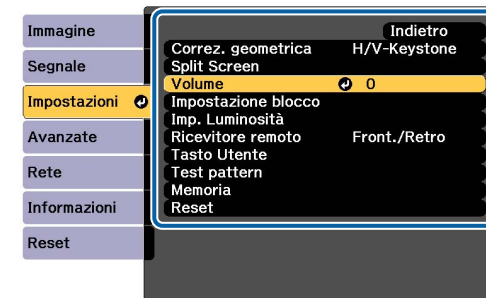 Immagine
Segnale
Impostazioni
Avanzate
Rete
Informazioni
Reset
Indietro
Correz. geometrica H/V-Keystone
Split Screen
Volume 0
Impostazione blocco
Imp. Luminosità
Ricevitore remoto Front./Retro
Tasto Utente
Test pattern
Memoria
Reset